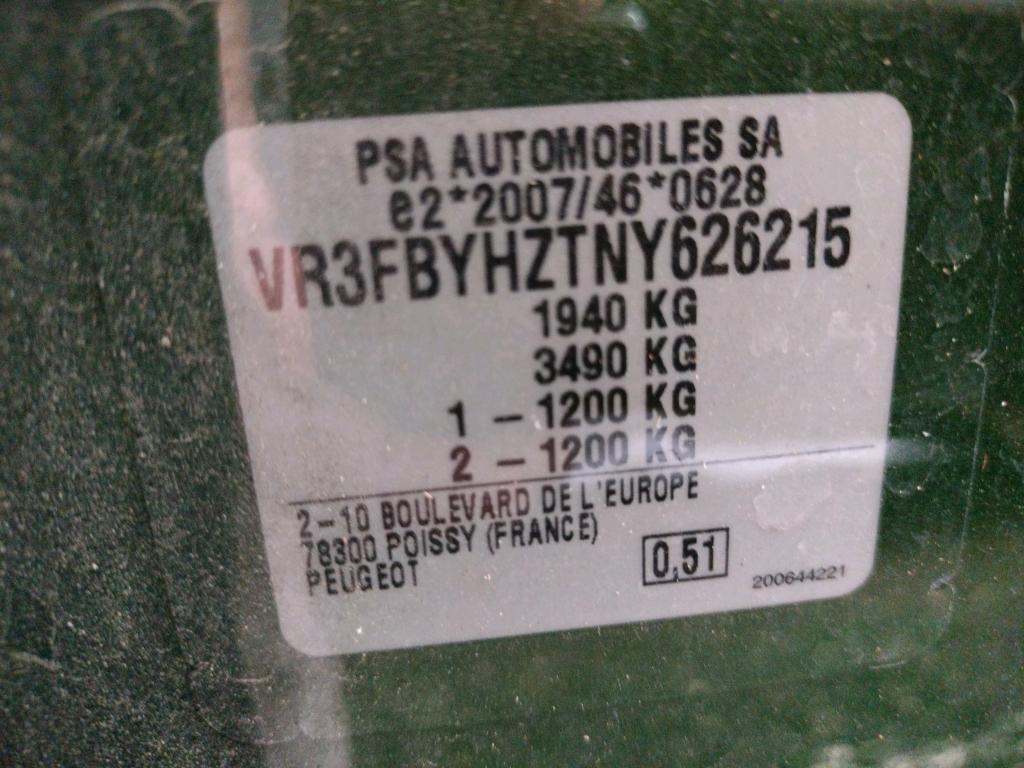 PSA AUTOMOBILES SA
e2*2007/46*0628
VR3FBYHZTNY626215
1940 KG
3490 KG
1 – 1200 KG
2 – 1200 KG
2–10 BOULEVARD DE L'EUROPE
78300 POISSY (FRANCE)
PEUGEOT
0,51
200644221